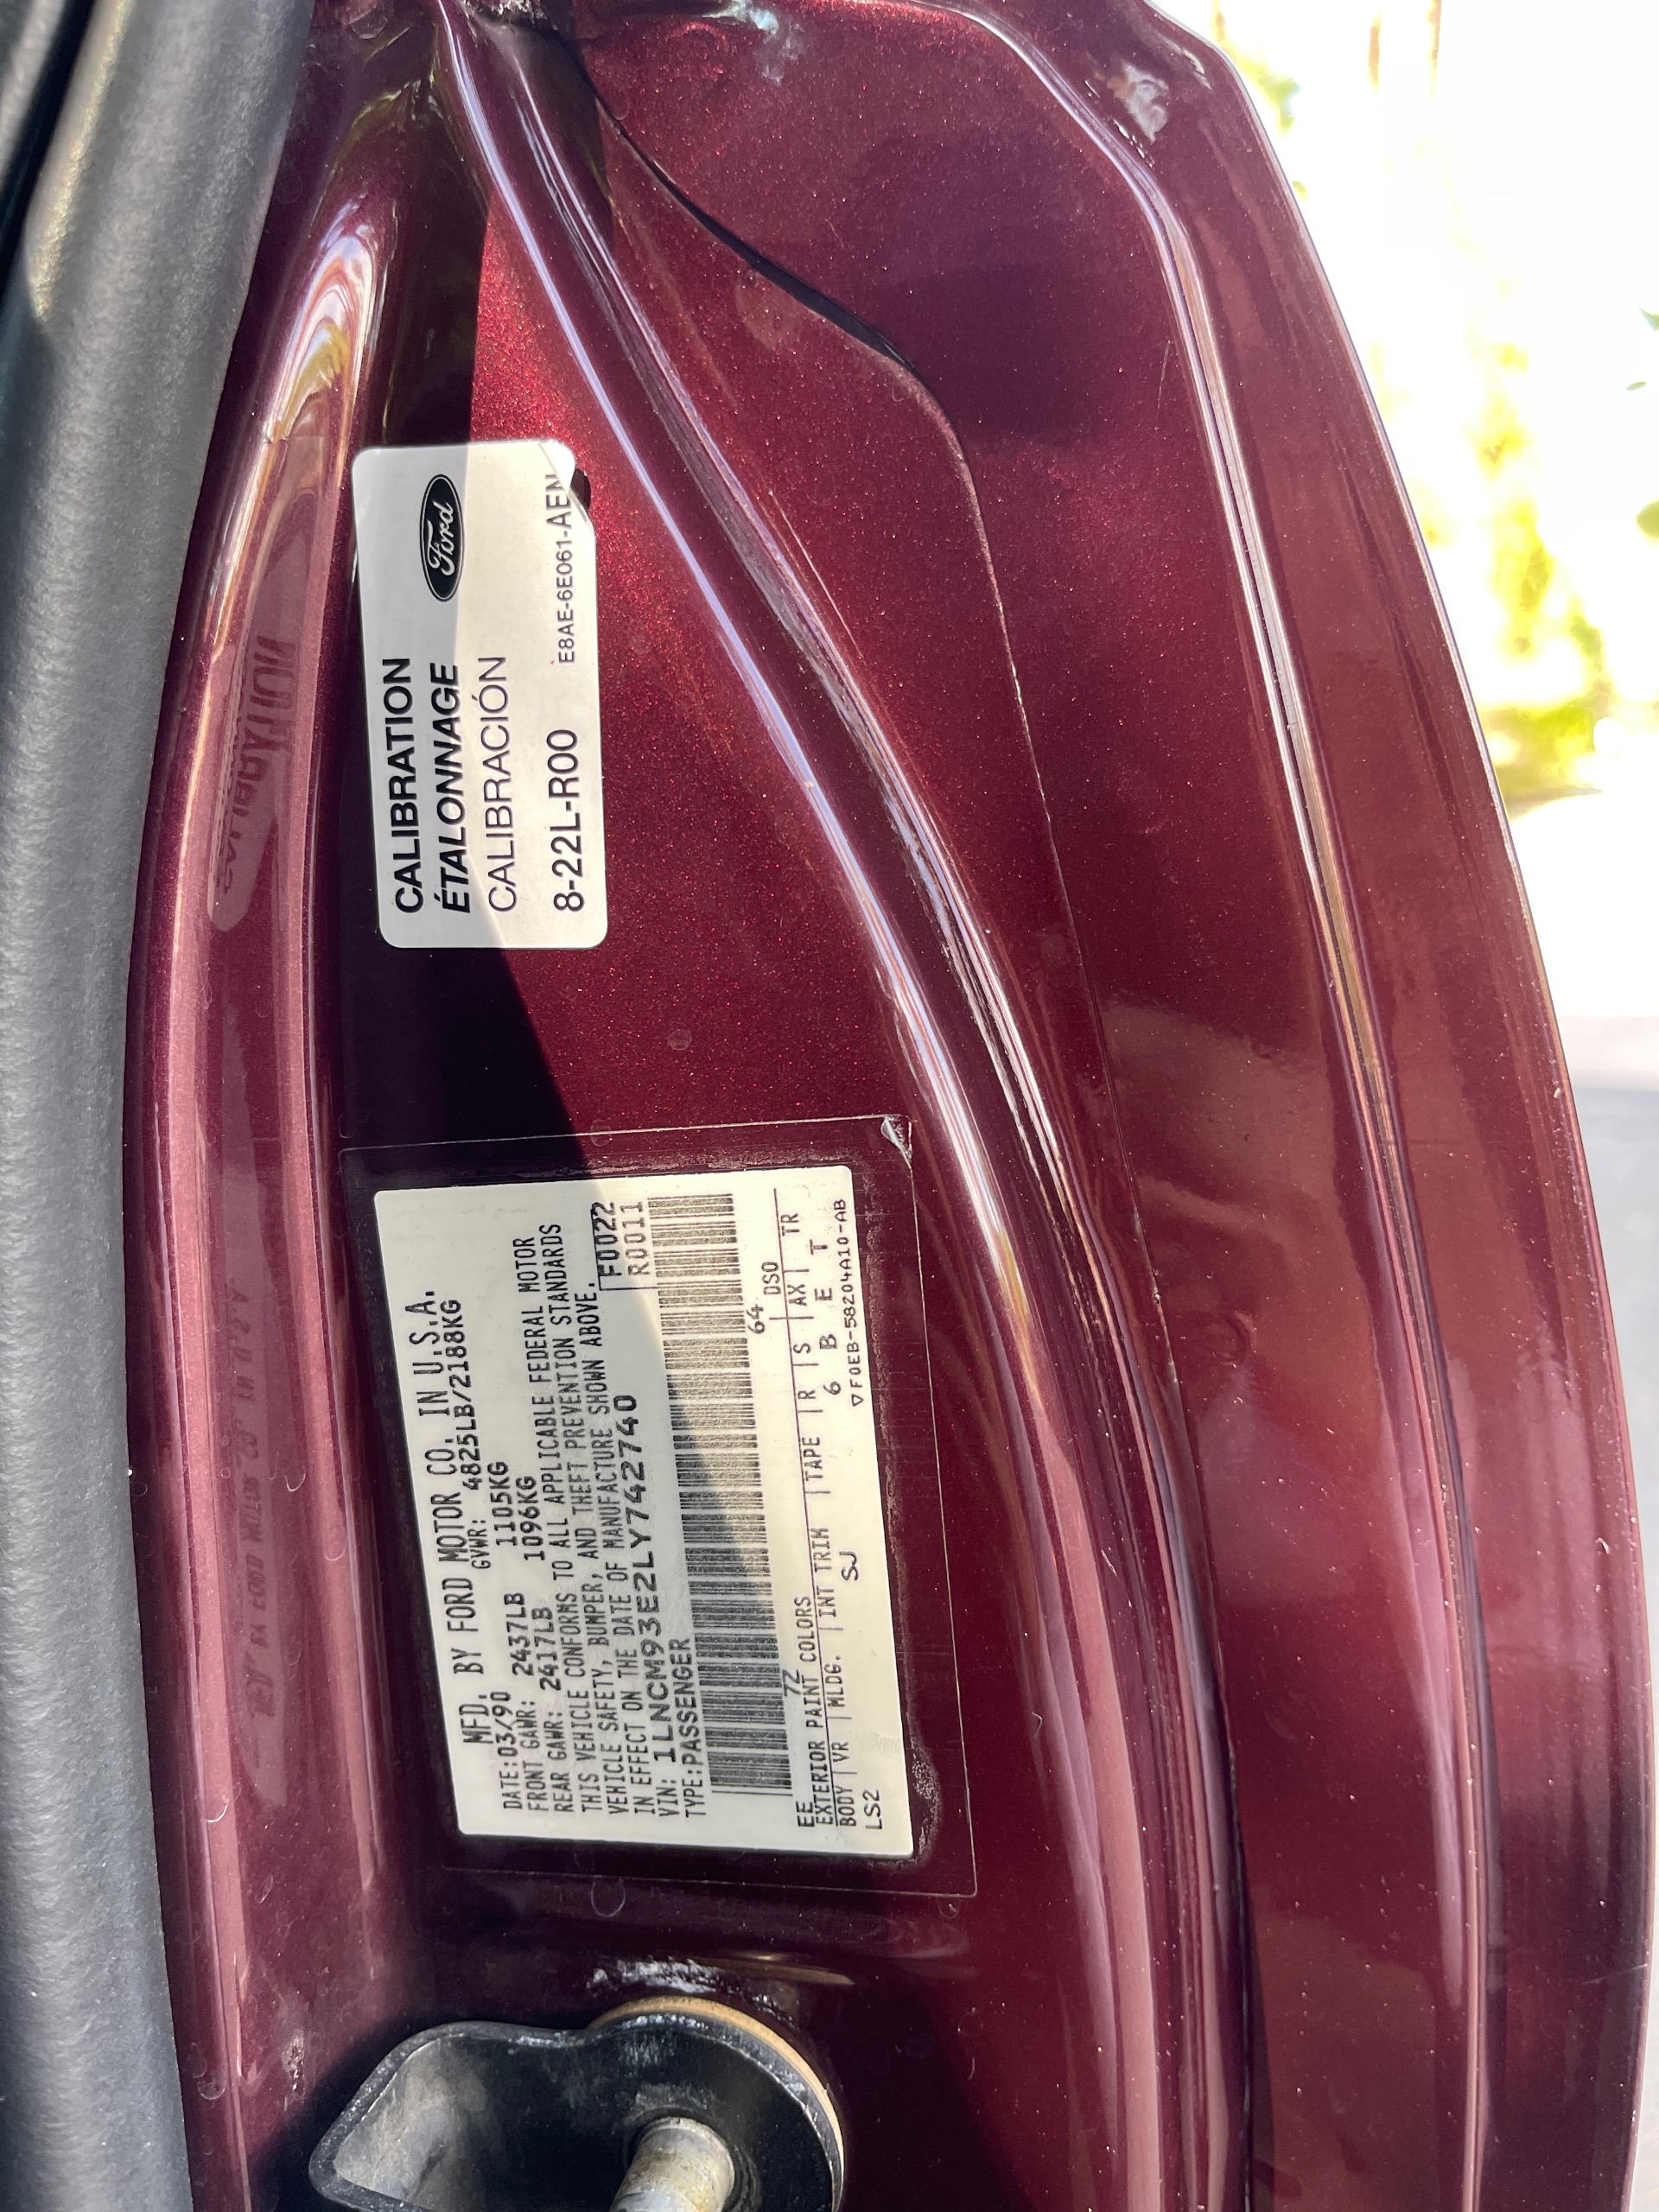 Ford
CALIBRATION
ÉTALONNAGE
CALIBRACIÓN
8-22L-R00 E8AE-6E061-AEN
MFD. BY FORD MOTOR CO. IN U.S.A.
DATE:03/90 GVWR: 4825LB/2188KG
FRONT GAWR: 2437LB 1105KG
REAR GAWR: 2417LB 1096KG
THIS VEHICLE CONFORMS TO ALL APPLICABLE FEDERAL MOTOR
VEHICLE SAFETY, BUMPER, AND THEFT PREVENTION STANDARDS
IN EFFECT ON THE DATE OF MANUFACTURE SHOWN ABOVE.
VIN: 1LNCM93E2LY742740 F0022
TYPE:PASSENGER R0011
EE 72 64
EXTERIOR PAINT COLORS DSO
BODY VR MLDG. INT TRIM TAPE R S AX TR
LS2 SJ 6 B E T
▽F0EB-58204A10-AB